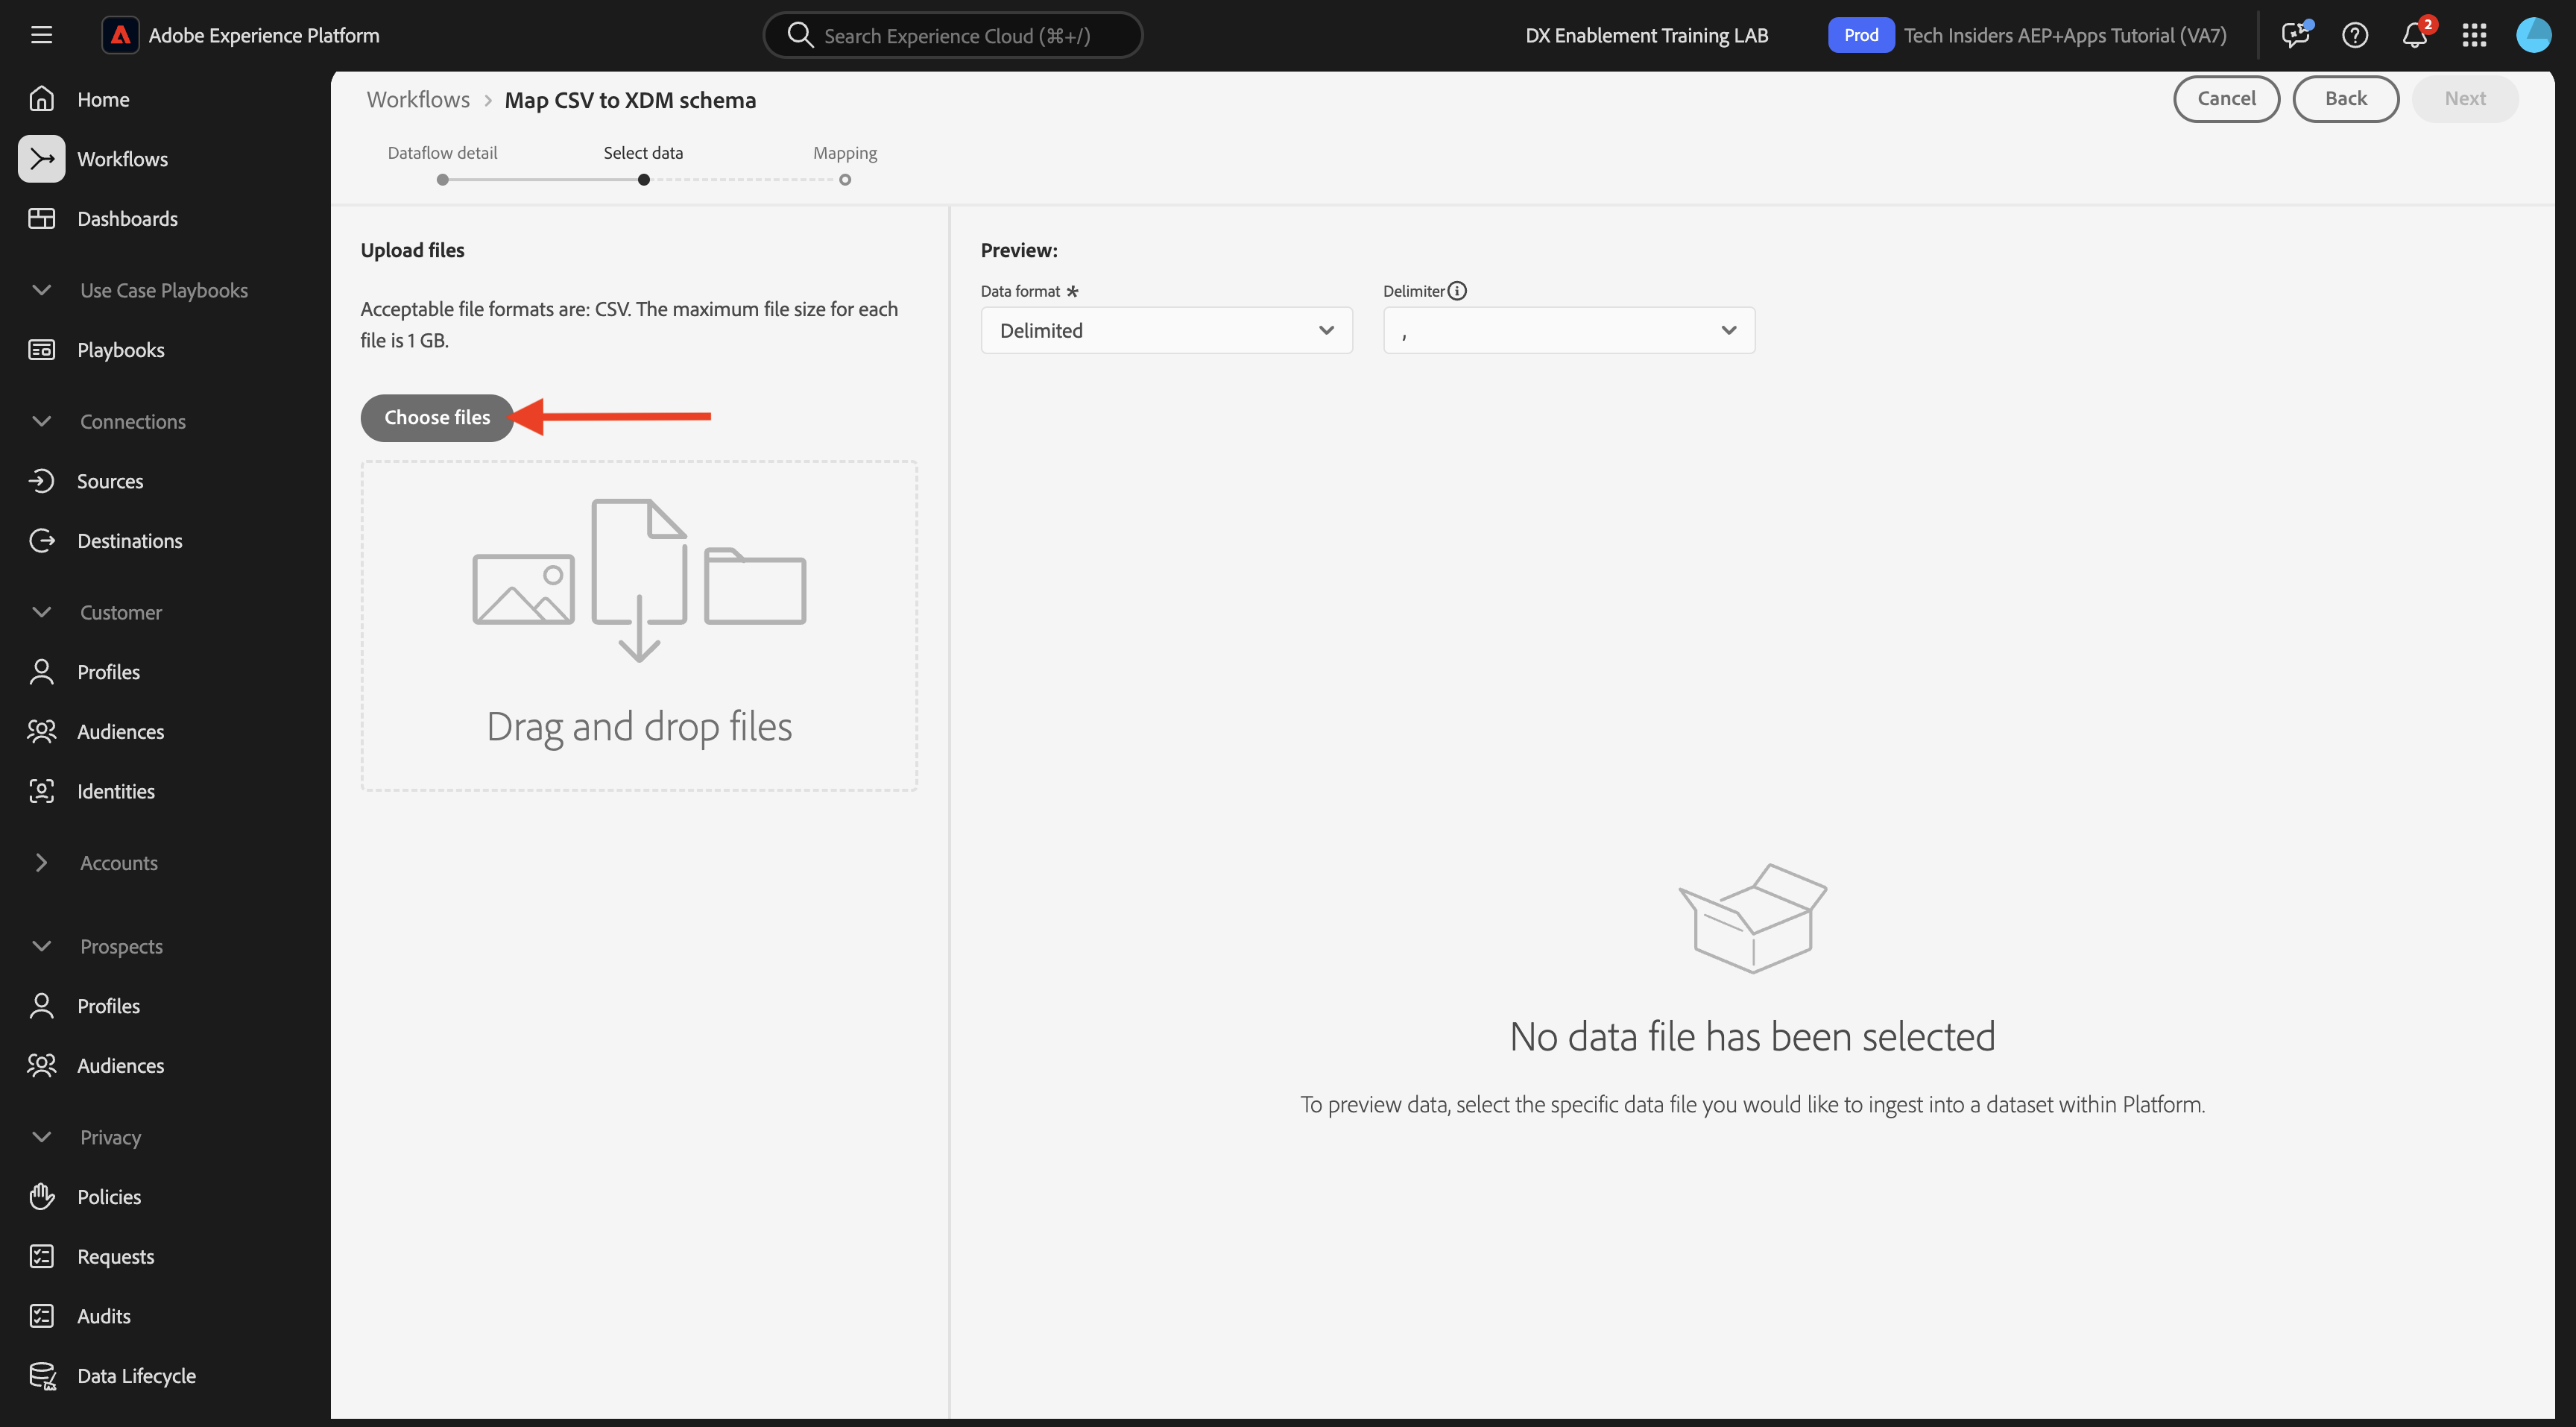 Adobe Experience Platform
Search Experience Cloud (⌘+/)
DX Enablement Training LAB
Prod
Tech Insiders AEP+Apps Tutorial (VA7)
2
Home
Workflows
Dashboards
Use Case Playbooks
Playbooks
Connections
Sources
Destinations
Customer
Profiles
Audiences
Identities
Accounts
Prospects
Profiles
Audiences
Privacy
Policies
Requests
Audits
Data Lifecycle
Workflows > Map CSV to XDM schema
Cancel
Back
Next
Dataflow detail
Select data
Mapping
Upload files
Acceptable file formats are: CSV. The maximum file size for each
file is 1 GB.
Choose files
Drag and drop files
Preview:
Data format *
Delimited
Delimiter
,
No data file has been selected
To preview data, select the specific data file you would like to ingest into a dataset within Platform.